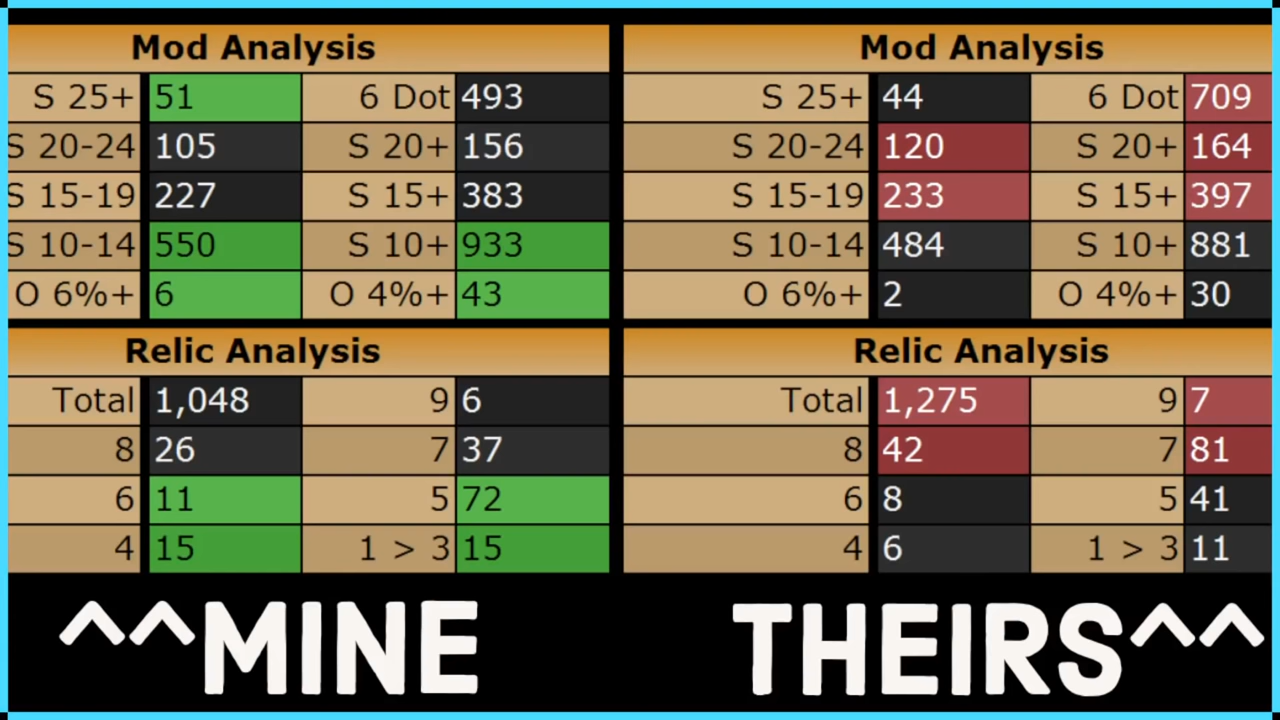 Mod Analysis Mod Analysis
S 25+ 51 6 Dot 493 S 25+ 44 6 Dot 709
S 20-24 105 S 20+ 156 S 20-24 120 S 20+ 164
S 15-19 227 S 15+ 383 S 15-19 233 S 15+ 397
S 10-14 550 S 10+ 933 S 10-14 484 S 10+ 881
O 6%+ 6 O 4%+ 43 O 6%+ 2 O 4%+ 30
Relic Analysis Relic Analysis
Total 1,048 9 6 Total 1,275 9 7
8 26 7 37 8 42 7 81
6 11 5 72 6 8 5 41
4 15 1 > 3 15 4 6 1 > 3 11
^^MINE THEIRS^^